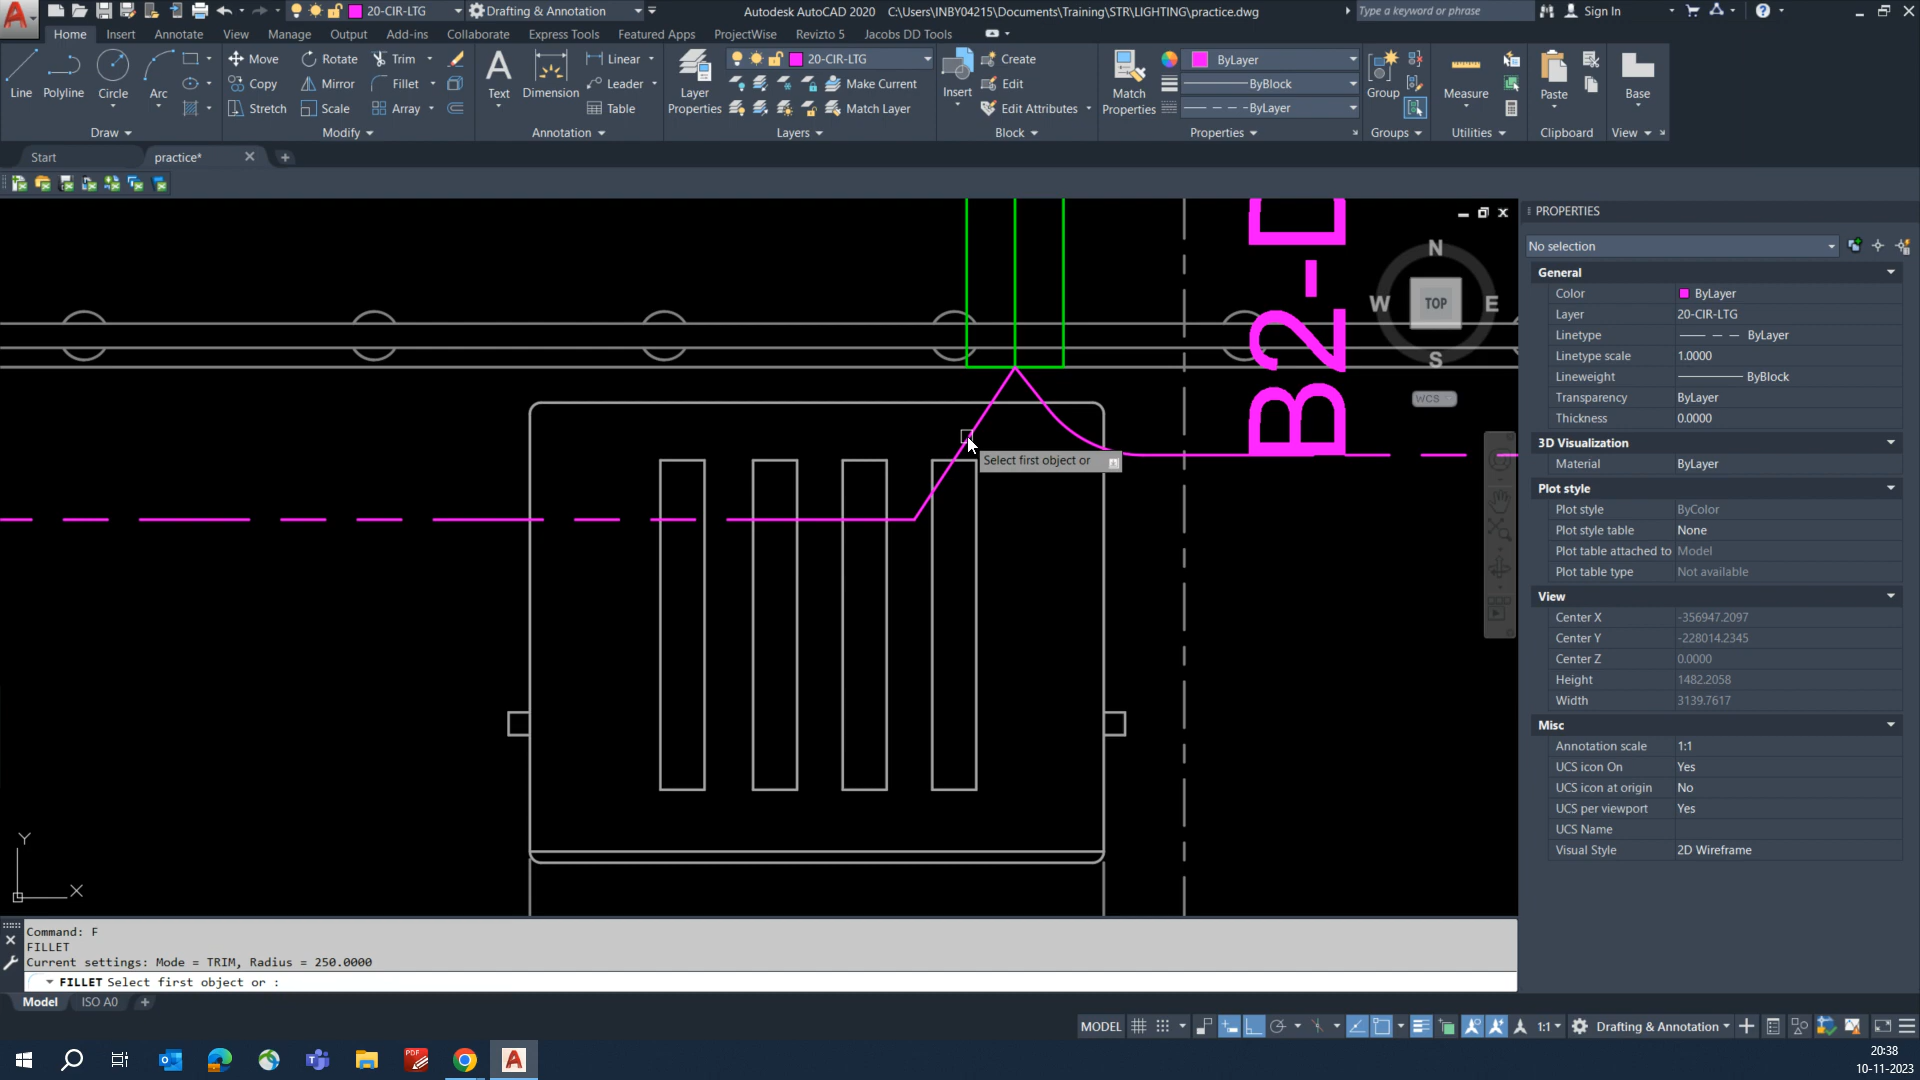 20-CIR-LTG
Drafting & Annotation
Autodesk AutoCAD 2020 C:\Users\INBY04215\Documents\Training\STR\LIGHTING\practice.dwg
Type a keyword or phrase
Sign In
Home Insert Annotate View Manage Output Add-ins Collaborate Express Tools Featured Apps ProjectWise Revizto 5 Jacobs DD Tools
Line Polyline Circle Arc
Move Rotate Trim
Copy Mirror Fillet
Stretch Scale Array
Text Dimension
Linear
Leader
Table
Layer Properties
20-CIR-LTG
Make Current
Match Layer
Insert
Create
Edit
Edit Attributes
Match Properties
ByLayer
ByBlock
ByLayer
Group
Measure
Paste
Base
Draw Modify Annotation Layers Block Properties Groups Utilities Clipboard View
Start practice*
B2-
N
W TOP E
S
WCS
Select first object or
Y
X
PROPERTIES
No selection
General
Color ByLayer
Layer 20-CIR-LTG
Linetype ByLayer
Linetype scale 1.0000
Lineweight ByBlock
Transparency ByLayer
Thickness 0.0000
3D Visualization
Material ByLayer
Plot style
Plot style ByColor
Plot style table None
Plot table attached to Model
Plot table type Not available
View
Center X -356947.2097
Center Y -228014.2345
Center Z 0.0000
Height 1482.2058
Width 3139.7617
Misc
Annotation scale 1:1
UCS icon On Yes
UCS icon at origin No
UCS per viewport Yes
UCS Name
Visual Style 2D Wireframe
Command: F
FILLET
Current settings: Mode = TRIM, Radius = 250.0000
FILLET Select first object or :
Model ISO A0
MODEL 1:1 Drafting & Annotation
20:38
10-11-2023